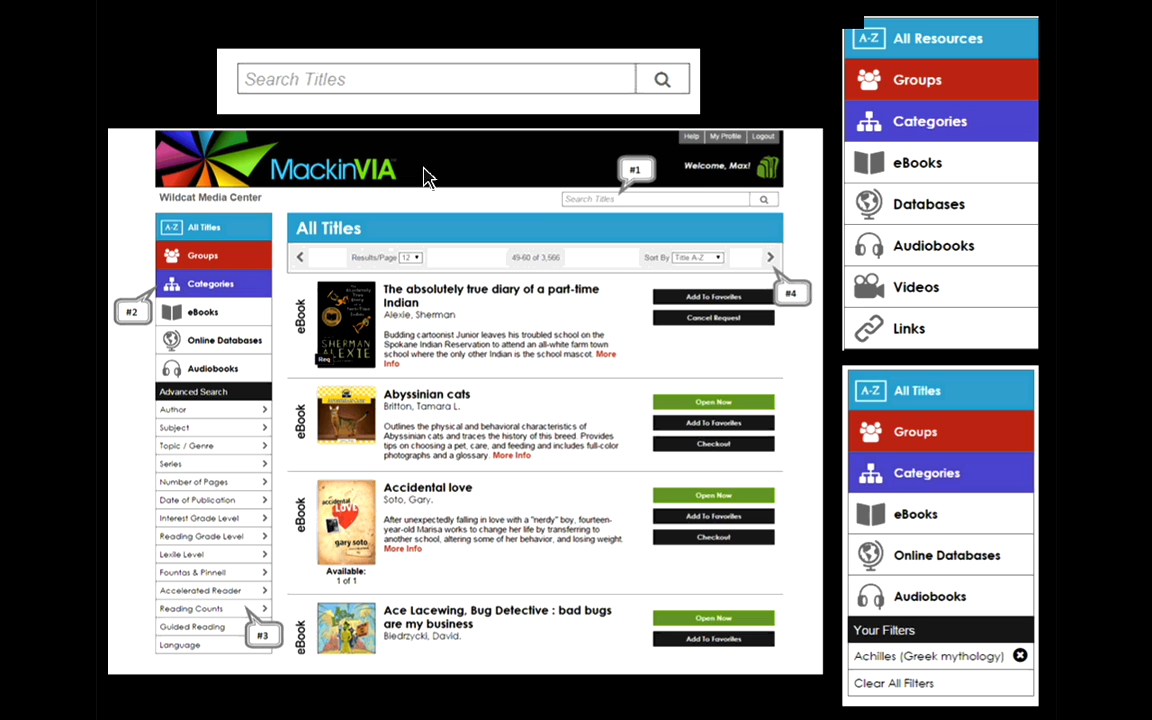 Search Titles
Help My Profile Logout
MackinVIA
Welcome, Max!
#1
Wildcat Media Center
Search Titles
A-Z All Titles
Groups
Categories
#2
eBooks
Online Databases
Audiobooks
Advanced Search
Author
Subject
Topic / Genre
Series
Number of Pages
Date of Publication
Interest Grade Level
Reading Grade Level
Lexile Level
Fountas & Pinnell
Accelerated Reader
Reading Counts
Guided Reading
Language
#3
All Titles
Results/Page 12
49-60 of 3,566
Sort By Title A-Z
#4
eBook
SHERMAN
ALEXIE
Req
The absolutely true diary of a part-time
Indian
Alexie, Sherman
Budding cartoonist Junior leaves his troubled school on the
Spokane Indian Reservation to attend an all-white farm town
school where the only other Indian is the school mascot. More
Info
Add To Favorites
Cancel Request
eBook
Abyssinian cats
Britton, Tamara L.
Outlines the physical and behavioral characteristics of
Abyssinian cats and traces the history of this breed. Provides
tips on choosing a pet, care, and feeding and includes full-color
photographs and a glossary. More Info
Open Now
Add To Favorites
Checkout
eBook
accidental
LOVE
gary soto
Available:
1 of 1
Accidental love
Soto, Gary.
After unexpectedly falling in love with a "nerdy" boy, fourteen-
year-old Marisa works to change her life by transferring to
another school, altering some of her behavior, and losing weight.
More Info
Open Now
Add To Favorites
Checkout
eBook
Ace Lacewing, Bug Detective : bad bugs
are my business
Biedrzycki, David.
Open Now
Add To Favorites
A-Z All Resources
Groups
Categories
eBooks
Databases
Audiobooks
Videos
Links
A-Z All Titles
Groups
Categories
eBooks
Online Databases
Audiobooks
Your Filters
Achilles (Greek mythology)
Clear All Filters